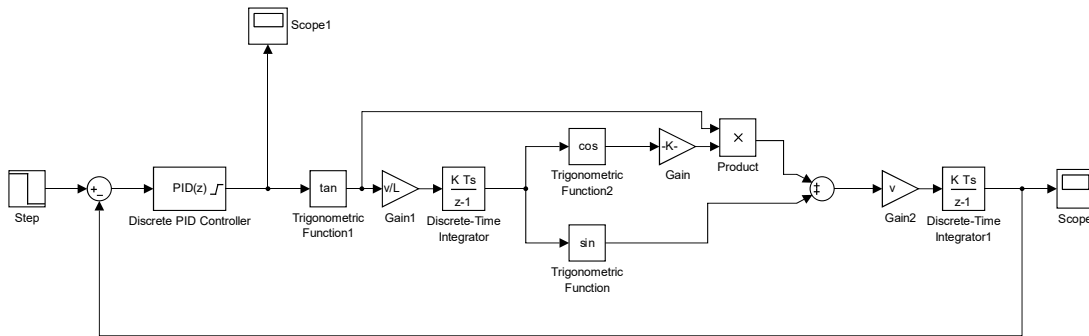 Scope1
Step
+
−
PID(z)
Discrete PID Controller
tan
Trigonometric
Function1
v/L
Gain1
K Ts
z-1
Discrete-Time
Integrator
cos
Trigonometric
Function2
-K-
Gain
×
Product
sin
Trigonometric
Function
+
+
v
Gain2
K Ts
z-1
Discrete-Time
Integrator1
Scope